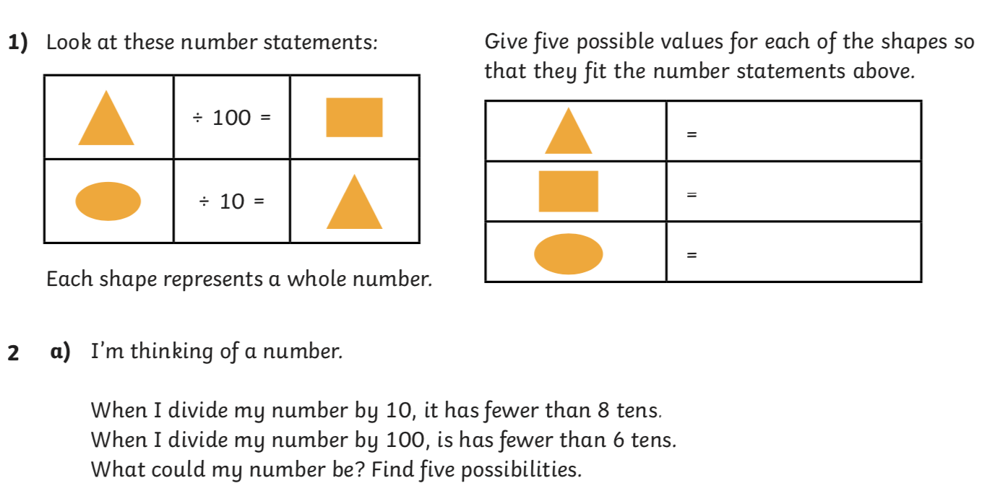 1) Look at these number statements:
÷ 100 =
÷ 10 =
Each shape represents a whole number.
Give five possible values for each of the shapes so
that they fit the number statements above.
=
=
=
2 a) I'm thinking of a number.
When I divide my number by 10, it has fewer than 8 tens.
When I divide my number by 100, is has fewer than 6 tens.
What could my number be? Find five possibilities.